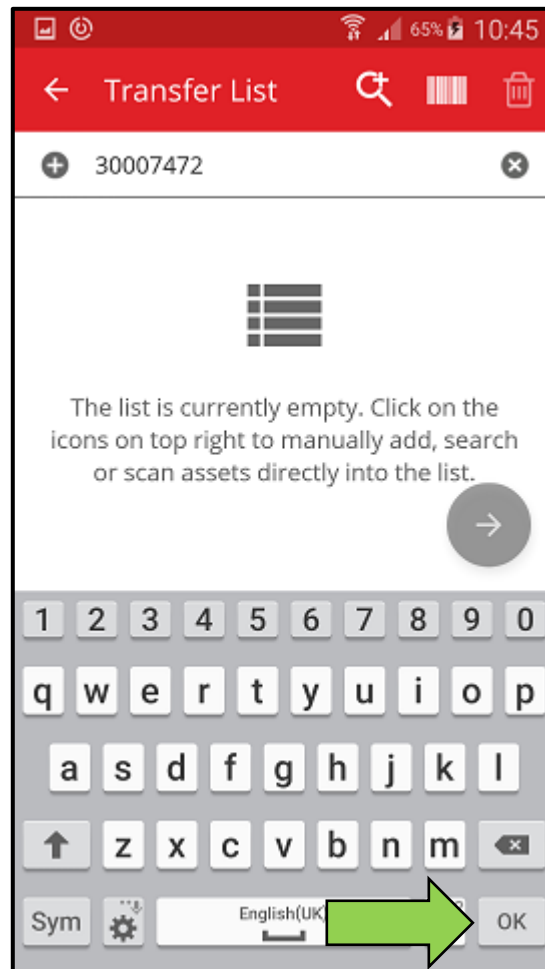 65% 10:45
Transfer List
30007472
The list is currently empty. Click on the
icons on top right to manually add, search
or scan assets directly into the list.
1 2 3 4 5 6 7 8 9 0
q w e r t y u i o p
a s d f g h j k l
z x c v b n m
Sym English(UK) OK